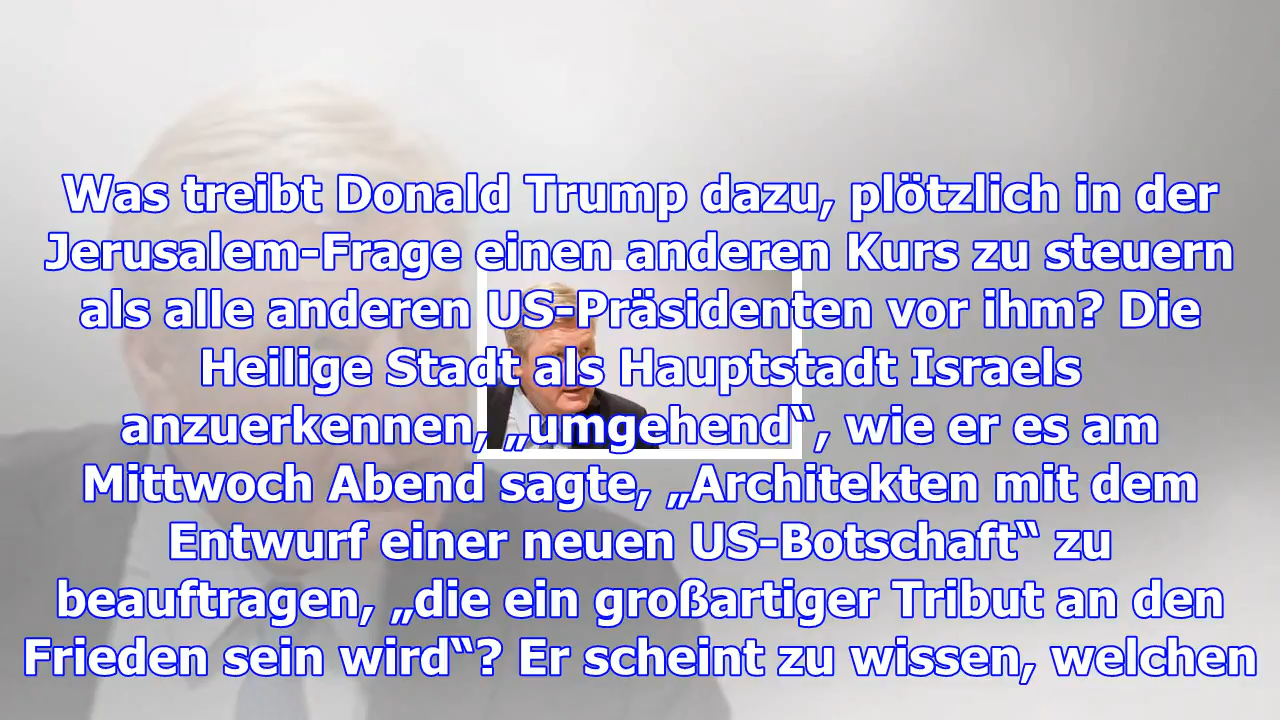 Was treibt Donald Trump dazu, plötzlich in der
Jerusalem-Frage einen anderen Kurs zu steuern
als alle anderen US-Präsidenten vor ihm? Die
Heilige Stadt als Hauptstadt Israels
anzuerkennen, „umgehend“, wie er es am
Mittwoch Abend sagte, „Architekten mit dem
Entwurf einer neuen US-Botschaft“ zu
beauftragen, „die ein großartiger Tribut an den
Frieden sein wird“? Er scheint zu wissen, welchen